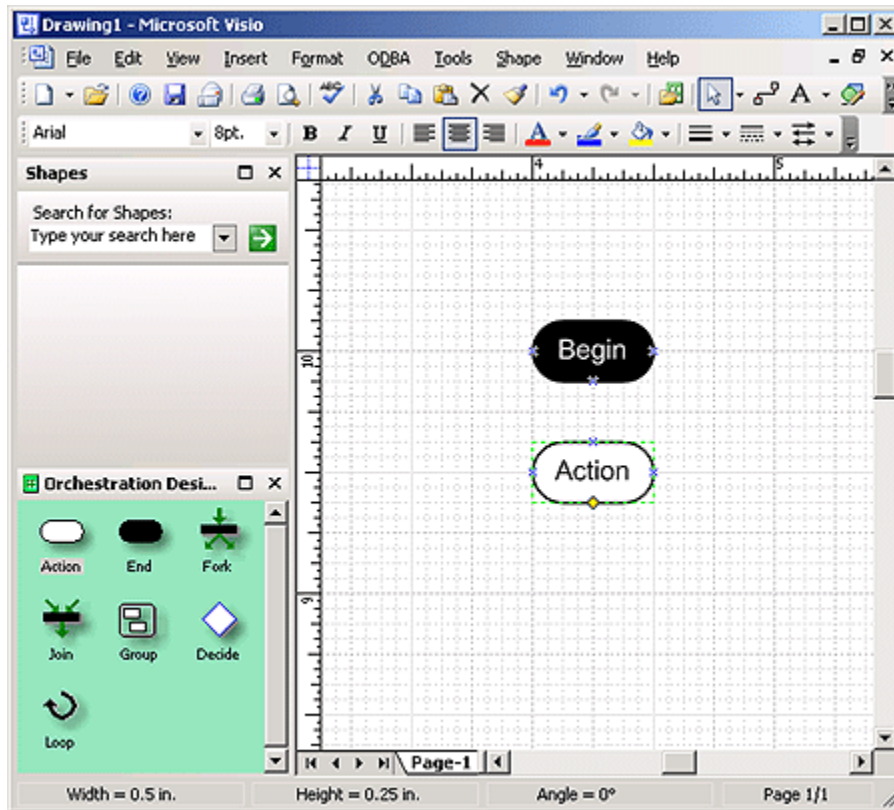 Drawing1 - Microsoft Visio
File Edit View Insert Format ODBA Tools Shape Window Help
ABC A
Arial 8pt. B I U A
Shapes
Search for Shapes:
Type your search here
4 5
10
Begin
Action
9
Orchestration Desi...
Action End Fork
Join Group Decide
Loop
Page-1
Width = 0.5 in. Height = 0.25 in. Angle = 0° Page 1/1